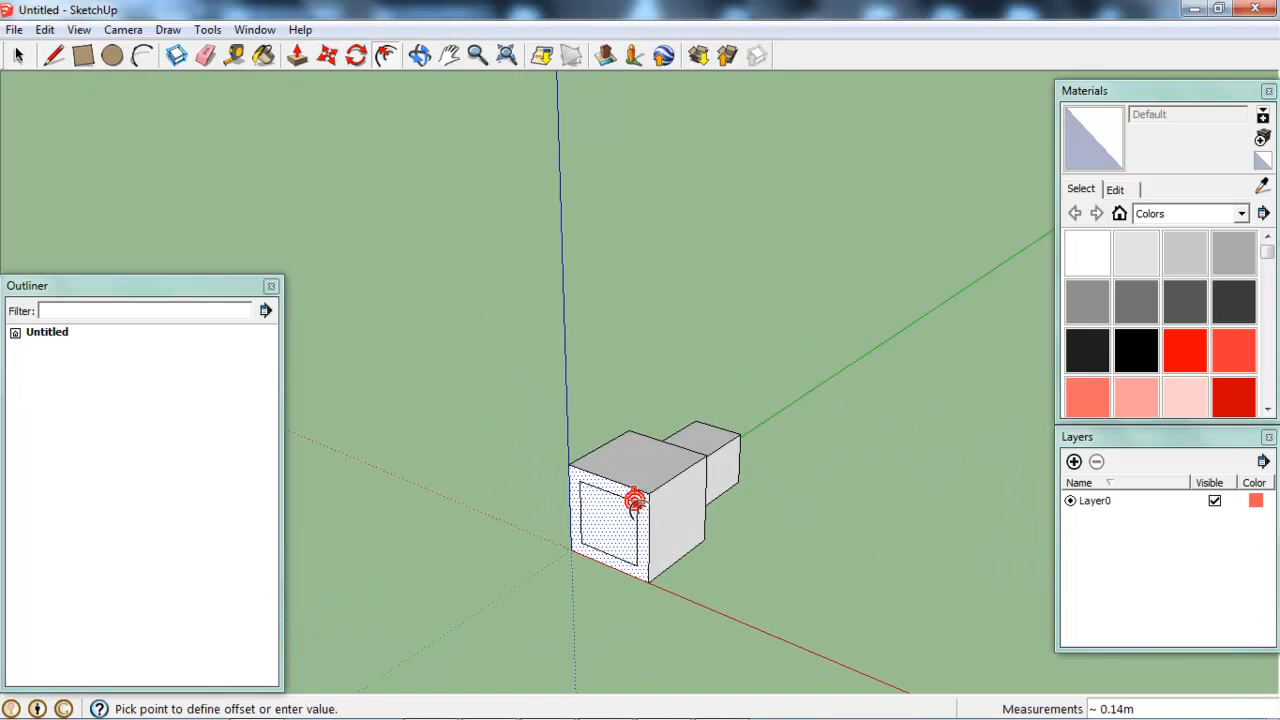 Untitled - SketchUp
File Edit View Camera Draw Tools Window Help
Materials
Default
Select Edit
Colors
Outliner
Filter:
Untitled
Layers
Name Visible Color
Layer0
Pick point to define offset or enter value.
Measurements ~ 0.14m